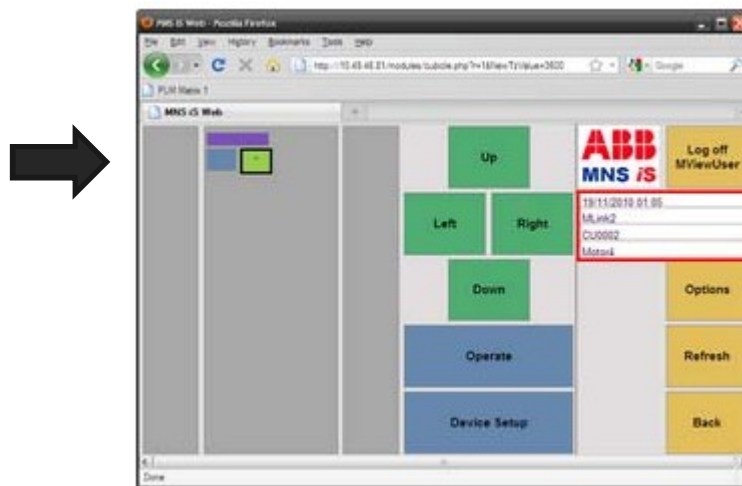 MNS iS Web - Mozilla Firefox
File Edit View History Bookmarks Tools Help
Google
MNS iS Web
Up
Left Right
Down
Operate
Device Setup
ABB
MNS iS
Log off
MViewUser
19/11/2010 01:05
MLink2
CU0002
Motor4
Options
Refresh
Back
Done